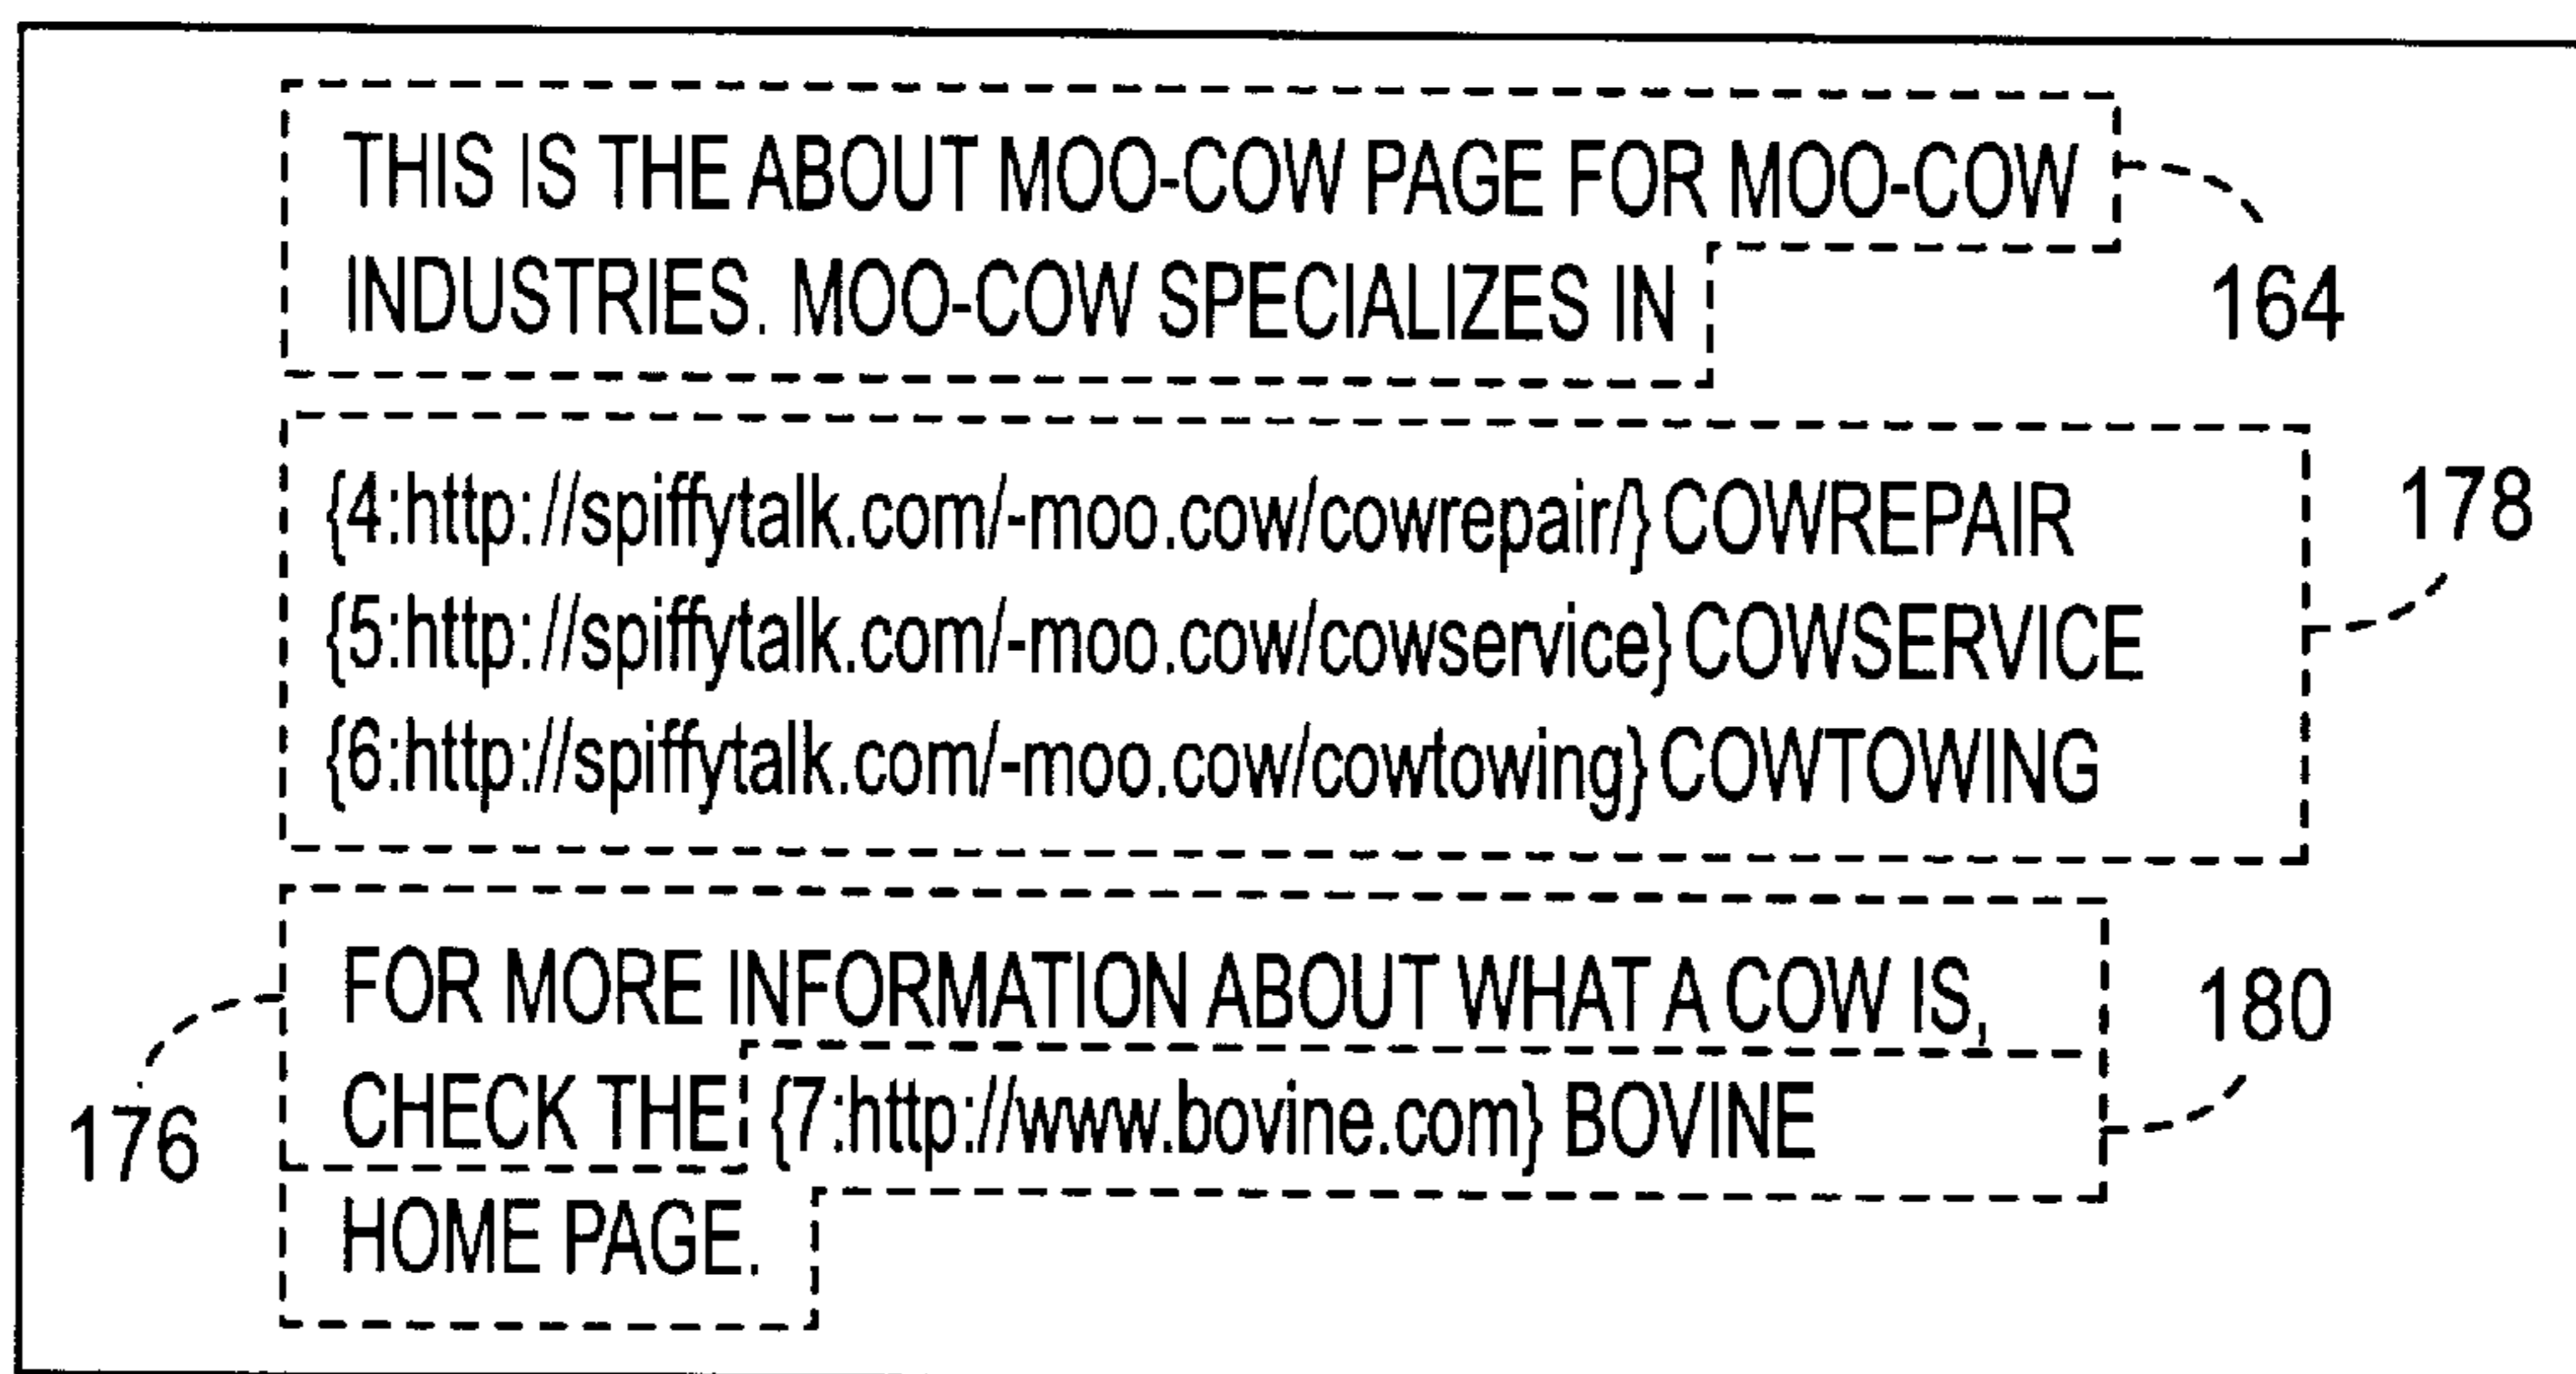 THIS IS THE ABOUT MOO-COW PAGE FOR MOO-COW
INDUSTRIES. MOO-COW SPECIALIZES IN
164
{4:http://spiffytalk.com/-moo.cow/cowrepair/} COWREPAIR
{5:http://spiffytalk.com/-moo.cow/cowservice} COWSERVICE
{6:http://spiffytalk.com/-moo.cow/cowtowing} COWTOWING
178
FOR MORE INFORMATION ABOUT WHAT A COW IS,
CHECK THE {7:http://www.bovine.com} BOVINE
HOME PAGE.
176
180